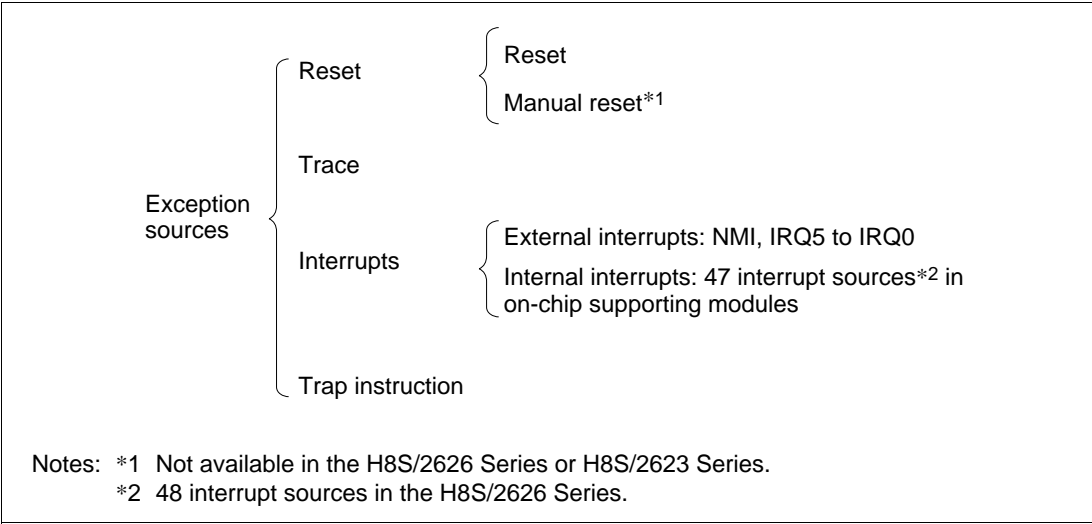 Exception
sources
Reset
Reset
Manual reset*1
Trace
Interrupts
External interrupts: NMI, IRQ5 to IRQ0
Internal interrupts: 47 interrupt sources*2 in
on-chip supporting modules
Trap instruction
Notes: *1 Not available in the H8S/2626 Series or H8S/2623 Series.
*2 48 interrupt sources in the H8S/2626 Series.